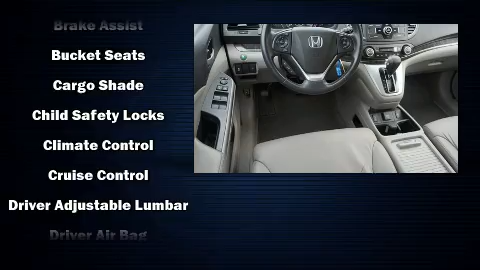 Brake Assist
Bucket Seats
Cargo Shade
Child Safety Locks
Climate Control
Cruise Control
Driver Adjustable Lumbar
Driver Air Bag